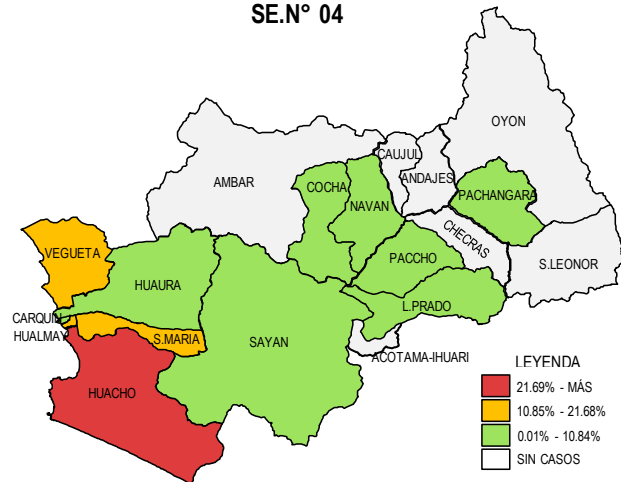 SE.N° 04
OYON
CAUJUL
ANDAJES
AMBAR
COCHA
PACHANGARA
NAVAN
CHECRAS
VEGUETA
PACCHO
S.LEONOR
HUAURA
L.PRADO
CARQUIN
HUALMAY
S.MARIA
SAYAN
ACOTAMA-IHUARI
HUACHO
LEYENDA
21.69% - MÁS
10.85% - 21.68%
0.01% - 10.84%
SIN CASOS